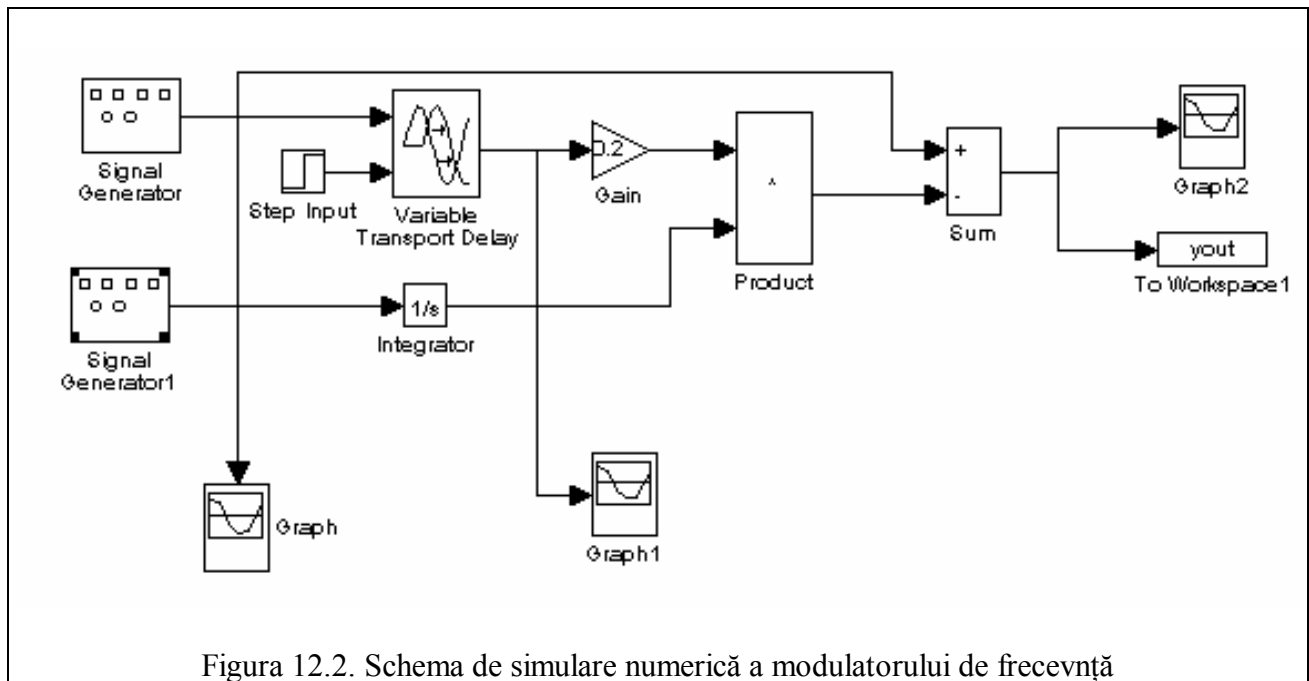 Signal
Generator
Step Input
Variable
Transport Delay
0.2
Gain
*
Product
+
-
Sum
Graph2
yout
To Workspace1
Signal
Generator1
1/s
Integrator
Graph
Graph1
Figura 12.2. Schema de simulare numerică a modulatorului de frecevnță